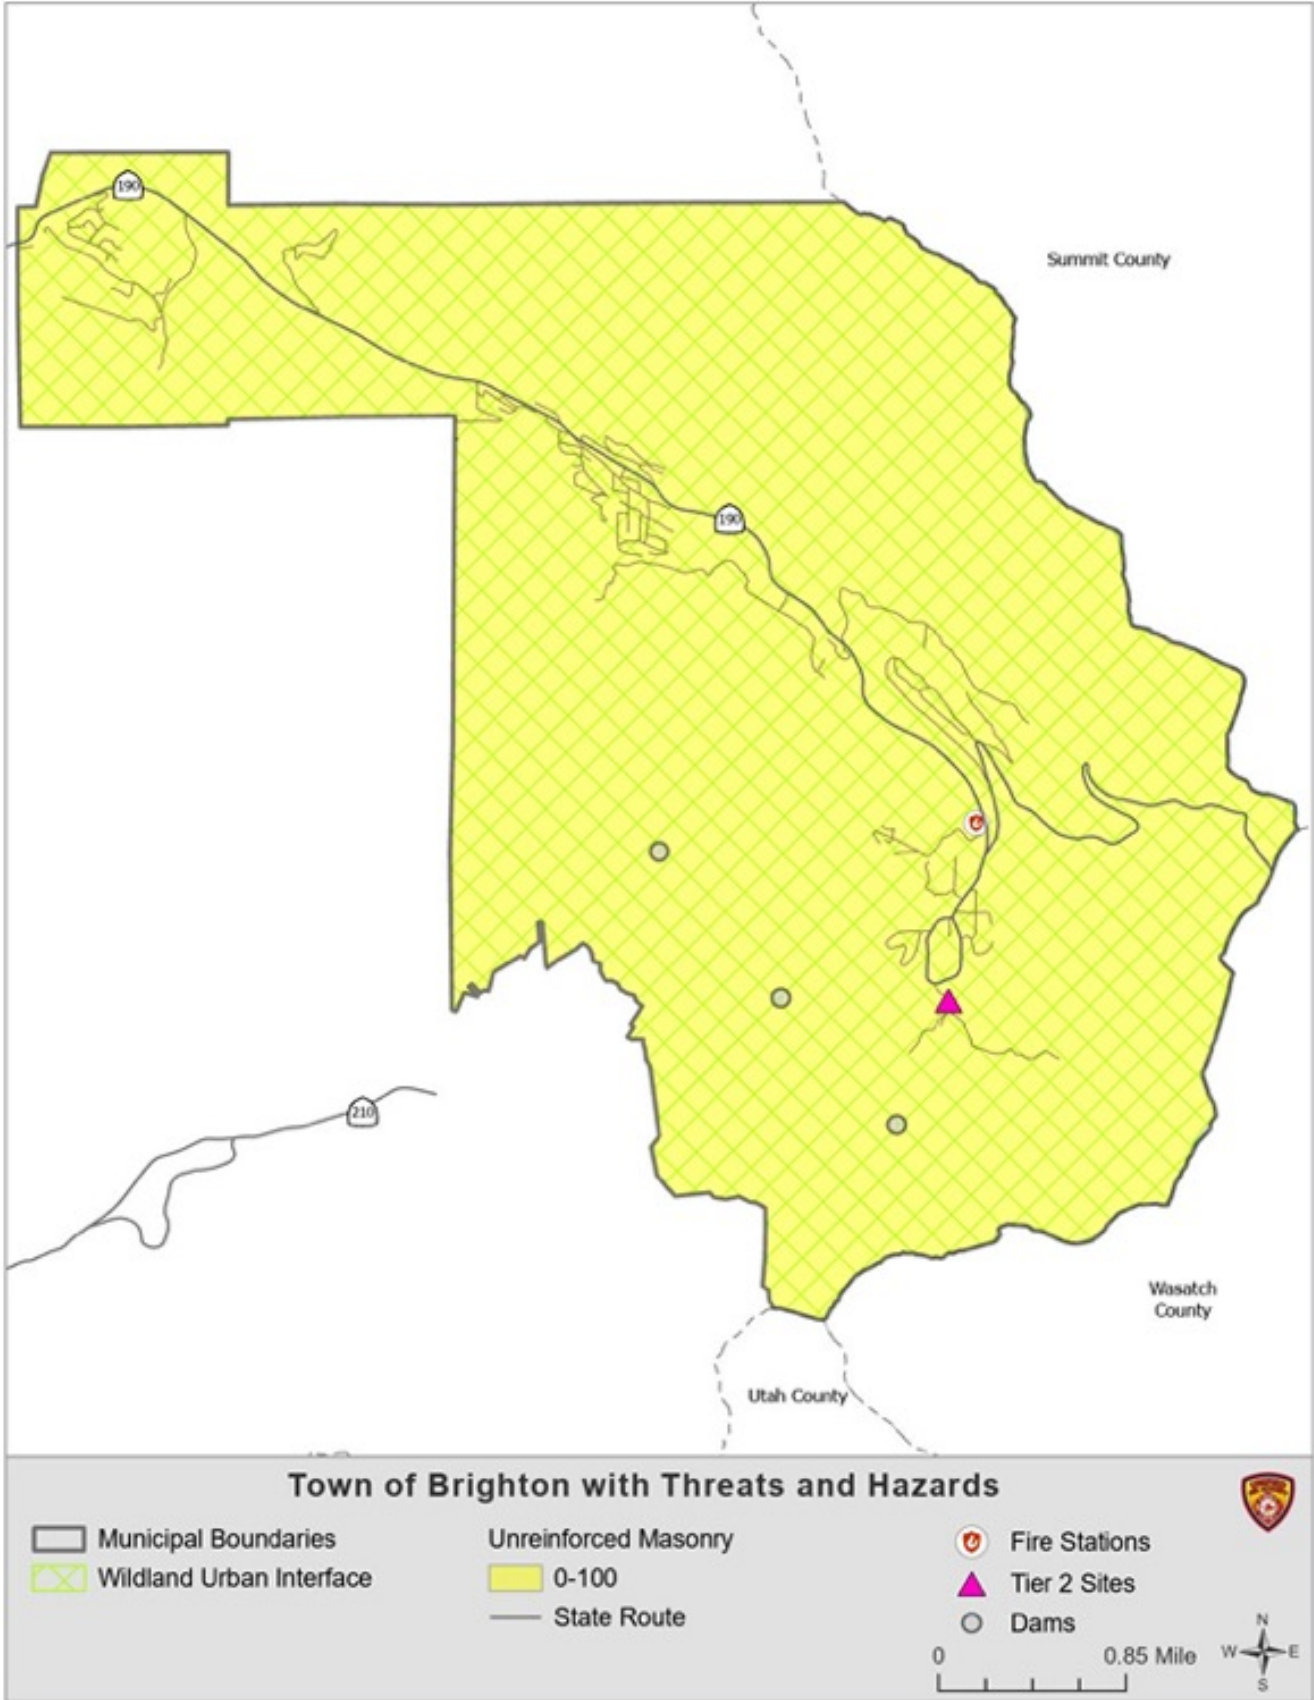 190
Summit County
190
210
Wasatch
County
Utah County
Town of Brighton with Threats and Hazards
Municipal Boundaries
Wildland Urban Interface
Unreinforced Masonry
0-100
State Route
Fire Stations
Tier 2 Sites
Dams
0 0.85 Mile
N
W E
S